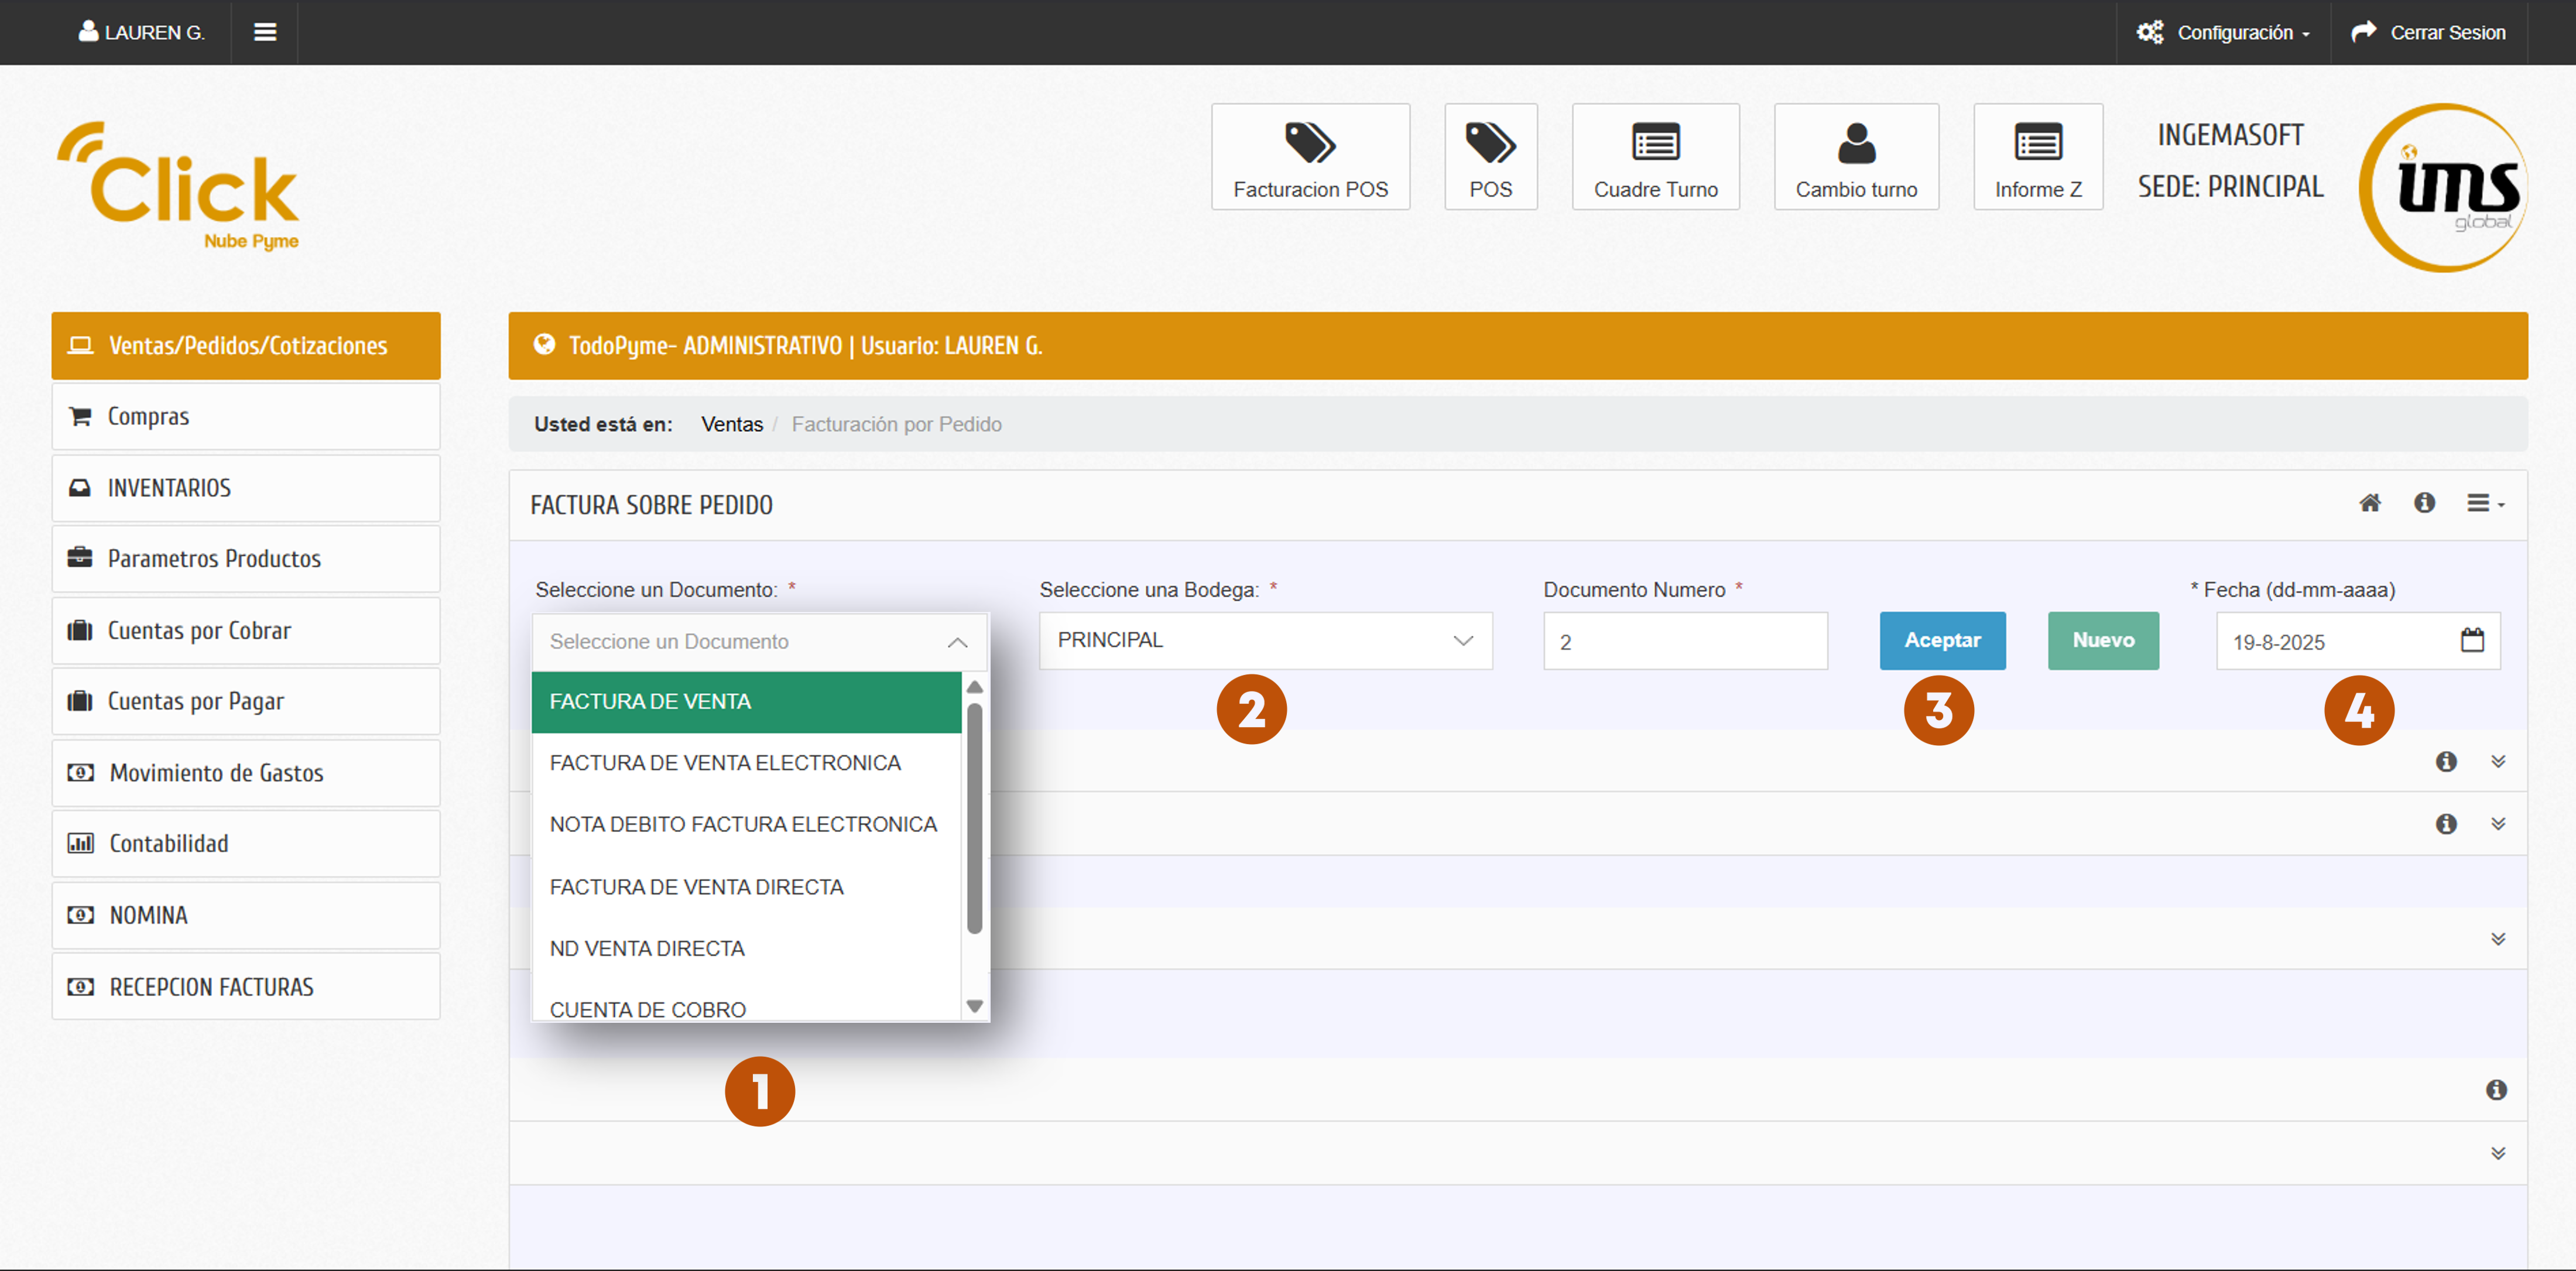 LAUREN G.
Configuración
Cerrar Sesion
Click
Nube Pyme
Facturacion POS
POS
Cuadre Turno
Cambio turno
Informe Z
INGEMASOFT
SEDE: PRINCIPAL
ims
global
Ventas/Pedidos/Cotizaciones
Compras
INVENTARIOS
Parametros Productos
Cuentas por Cobrar
Cuentas por Pagar
Movimiento de Gastos
Contabilidad
NOMINA
RECEPCION FACTURAS
TodoPyme- ADMINISTRATIVO | Usuario: LAUREN G.
Usted está en: Ventas / Facturación por Pedido
FACTURA SOBRE PEDIDO
Seleccione un Documento: *
Seleccione una Bodega: *
Documento Numero *
* Fecha (dd-mm-aaaa)
Seleccione un Documento
PRINCIPAL
2
Aceptar
Nuevo
19-8-2025
FACTURA DE VENTA
FACTURA DE VENTA ELECTRONICA
NOTA DEBITO FACTURA ELECTRONICA
FACTURA DE VENTA DIRECTA
ND VENTA DIRECTA
CUENTA DE COBRO
1
2
3
4